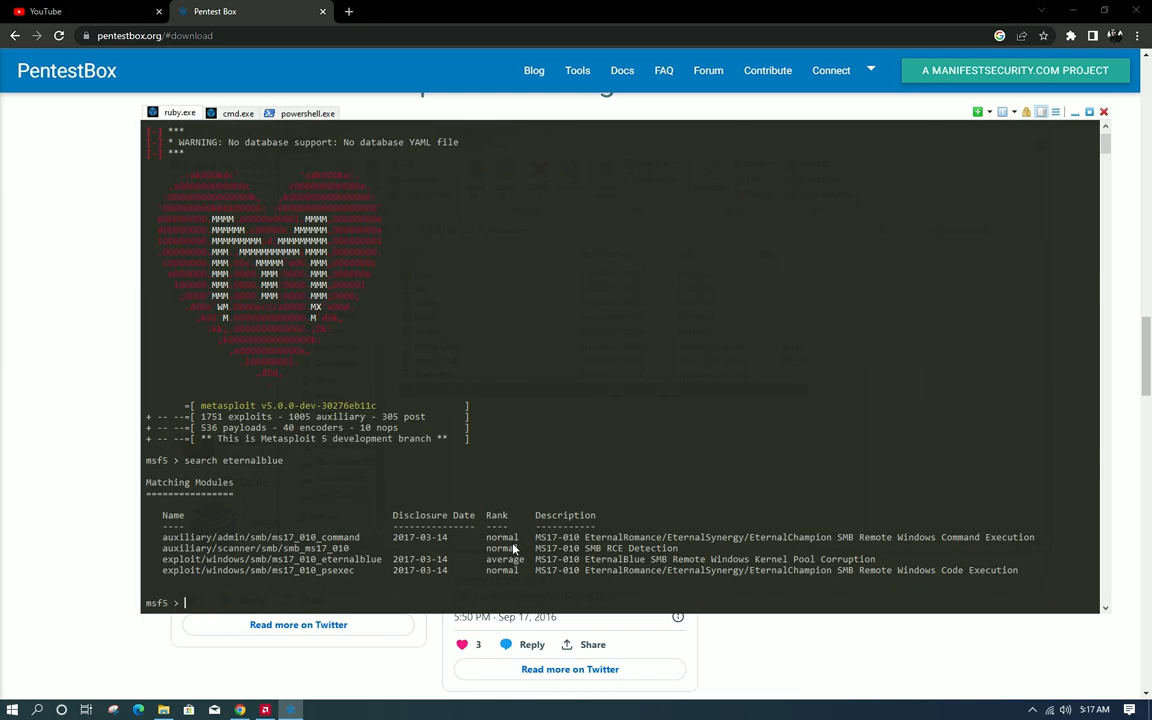 YouTube
Pentest Box
pentestbox.org/#download
PentestBox
Blog
Tools
Docs
FAQ
Forum
Contribute
Connect
A MANIFESTSECURITY.COM PROJECT
ruby.exe
cmd.exe
powershell.exe
[-] ***
[-] * WARNING: No database support: No database YAML file
[-] ***
=[ metasploit v5.0.0-dev-30276eb11c ]
+ -- --=[ 1751 exploits - 1005 auxiliary - 305 post ]
+ -- --=[ 536 payloads - 40 encoders - 10 nops ]
+ -- --=[ ** This is Metasploit 5 development branch ** ]
msf5 > search eternalblue
Matching Modules
================
Name Disclosure Date Rank Description
---- --------------- ---- -----------
auxiliary/admin/smb/ms17_010_command 2017-03-14 normal MS17-010 EternalRomance/EternalSynergy/EternalChampion SMB Remote Windows Command Execution
auxiliary/scanner/smb/smb_ms17_010 normal MS17-010 SMB RCE Detection
exploit/windows/smb/ms17_010_eternalblue 2017-03-14 average MS17-010 EternalBlue SMB Remote Windows Kernel Pool Corruption
exploit/windows/smb/ms17_010_psexec 2017-03-14 normal MS17-010 EternalRomance/EternalSynergy/EternalChampion SMB Remote Windows Code Execution
msf5 >
5:50 PM · Sep 17, 2016
Read more on Twitter
3 Reply Share
Read more on Twitter
5:17 AM